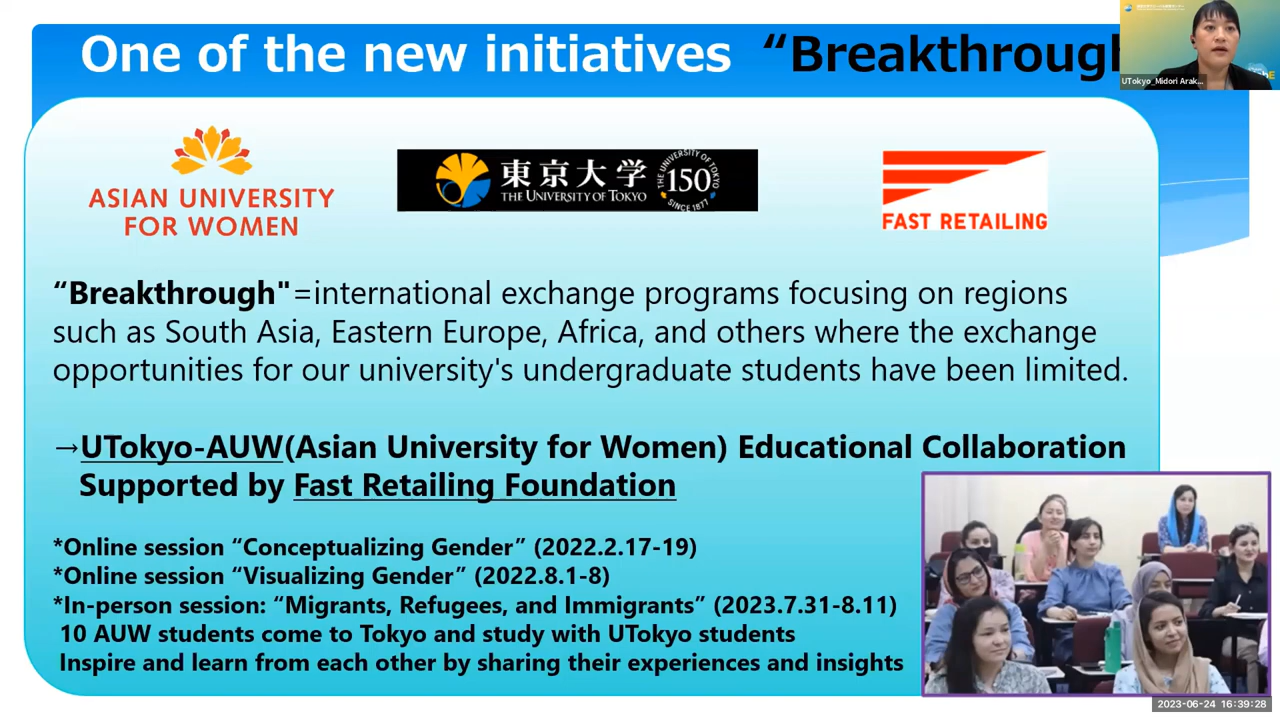 One of the new initiatives “Breakthrough
UTokyo_Midori Arak...
ASIAN UNIVERSITY
FOR WOMEN
東京大学
THE UNIVERSITY OF TOKYO
THE UNIVERSITY OF TOKYO
150
SINCE 1877
FAST RETAILING
“Breakthrough"=international exchange programs focusing on regions
such as South Asia, Eastern Europe, Africa, and others where the exchange
opportunities for our university's undergraduate students have been limited.
→UTokyo-AUW(Asian University for Women) Educational Collaboration
Supported by Fast Retailing Foundation
*Online session “Conceptualizing Gender” (2022.2.17-19)
*Online session “Visualizing Gender” (2022.8.1-8)
*In-person session: “Migrants, Refugees, and Immigrants” (2023.7.31-8.11)
10 AUW students come to Tokyo and study with UTokyo students
Inspire and learn from each other by sharing their experiences and insights
2023-06-24 16:39:28